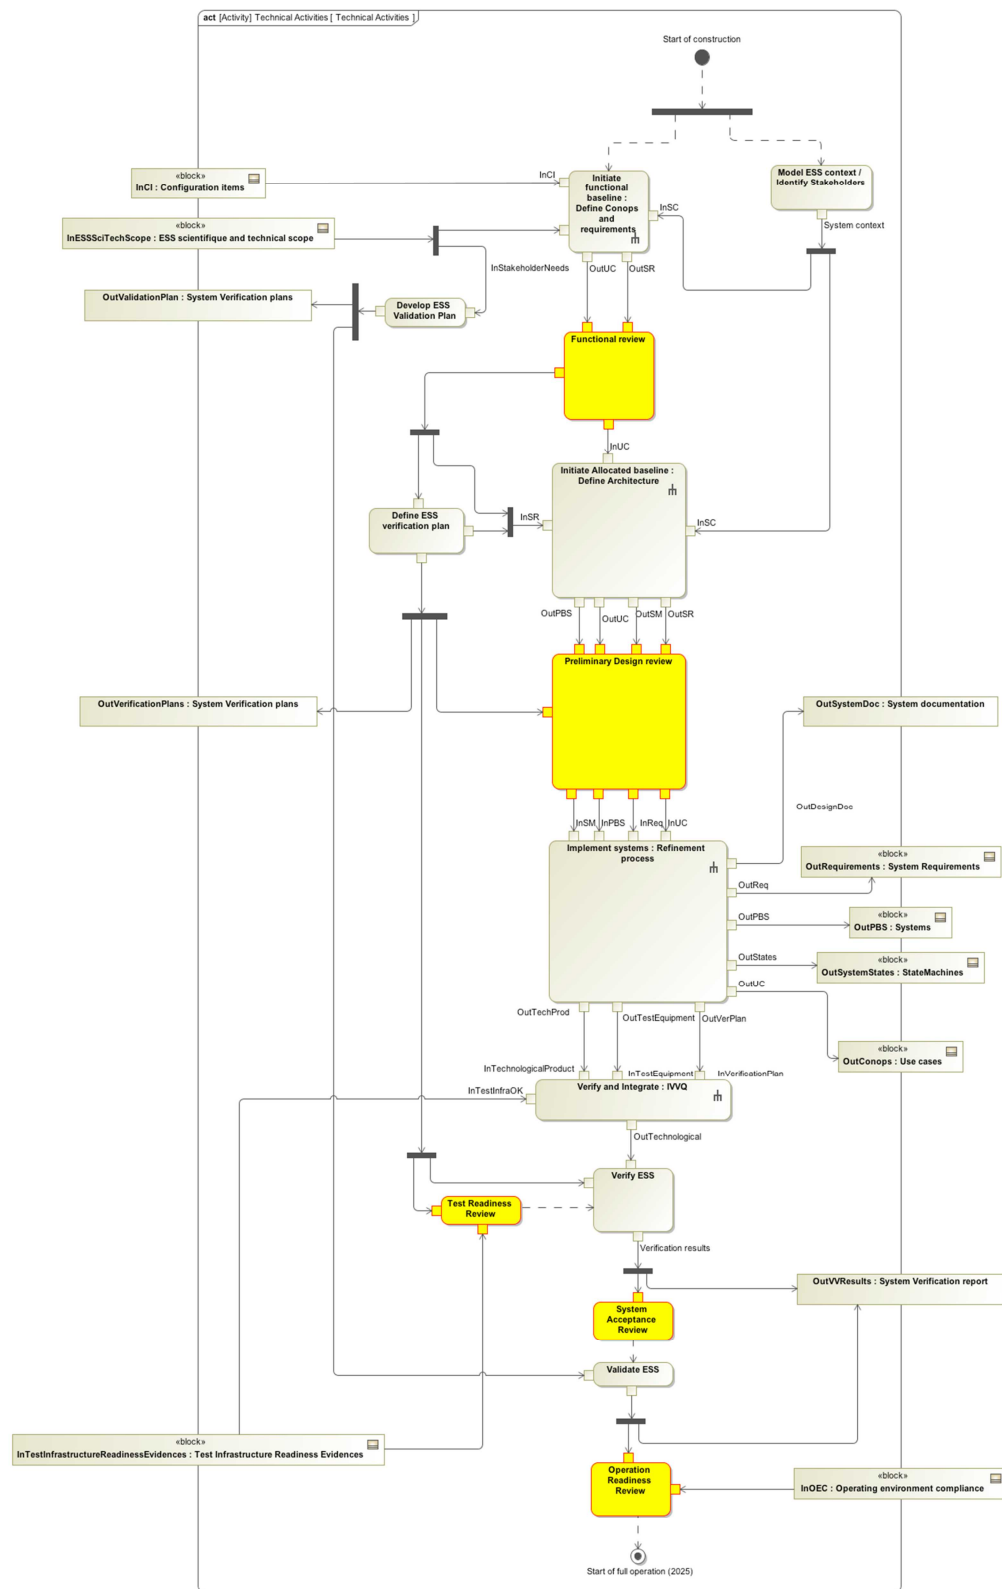 act [Activity] Technical Activities [ Technical Activities ]
Start of construction
«block»
InCI : Configuration items
InCI
Initiate
functional
baseline :
Define Conops
and
requirements
Model ESS context /
Identify Stakeholders
InSC
System context
«block»
InESSSciTechScope : ESS scientifique and technical scope
InStakeholderNeeds
OutUC
OutSR
OutValidationPlan : System Verification plans
Develop ESS
Validation Plan
Functional review
InUC
Initiate Allocated baseline :
Define Architecture
Define ESS
verification plan
InSR
InSC
OutPBS
OutUC
OutSM
OutSR
Preliminary Design review
OutVerificationPlans : System Verification plans
OutSystemDoc : System documentation
OutDesignDoc
InSM
InPBS
InReq
InUC
Implement systems : Refinement
process
«block»
OutRequirements : System Requirements
OutReq
«block»
OutPBS : Systems
OutPBS
«block»
OutSystemStates : StateMachines
OutStates
OutUC
OutTechProd
OutTestEquipment
OutVerPlan
«block»
OutConops : Use cases
InTechnologicalProduct
InTestEquipment
InVerificationPlan
InTestInfraOK
Verify and Integrate : IVVQ
OutTechnological
Verify ESS
Test Readiness
Review
Verification results
OutVVResults : System Verification report
System
Acceptance
Review
Validate ESS
«block»
InTestInfrastructureReadinessEvidences : Test Infrastructure Readiness Evidences
Operation
Readiness
Review
«block»
InOEC : Operating environment compliance
Start of full operation (2025)